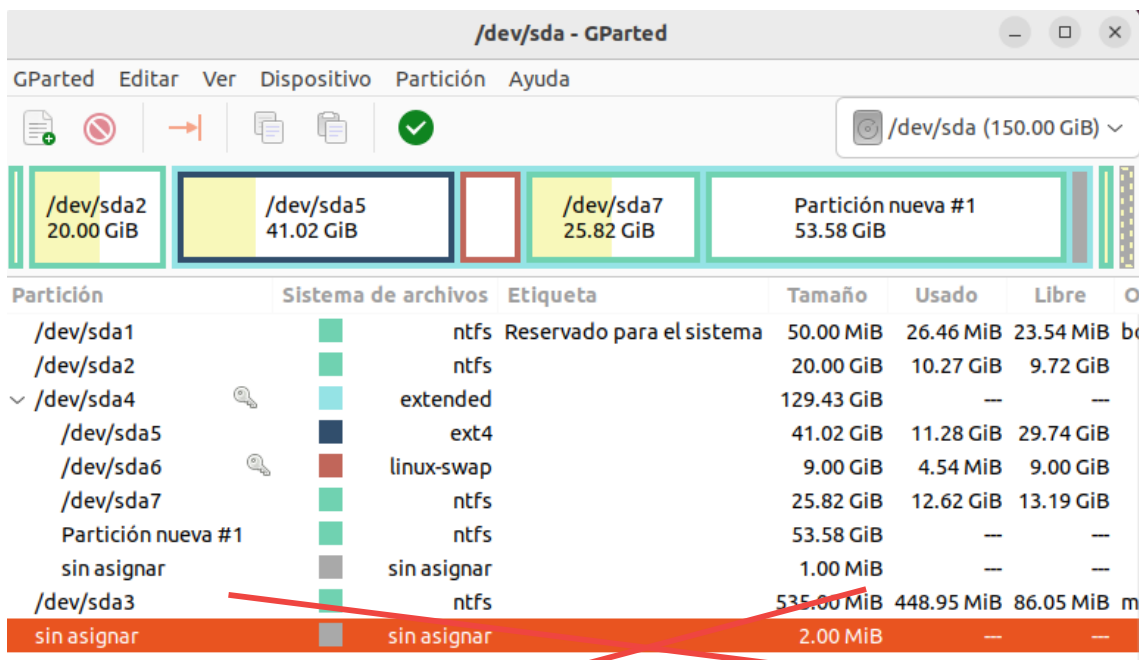 /dev/sda - GParted
GParted Editar Ver Dispositivo Partición Ayuda
/dev/sda (150.00 GiB)
/dev/sda2 /dev/sda5 /dev/sda7 Partición nueva #1
20.00 GiB 41.02 GiB 25.82 GiB 53.58 GiB
Partición Sistema de archivos Etiqueta Tamaño Usado Libre O
/dev/sda1 ntfs Reservado para el sistema 50.00 MiB 26.46 MiB 23.54 MiB bo
/dev/sda2 ntfs 20.00 GiB 10.27 GiB 9.72 GiB
/dev/sda4 extended 129.43 GiB --- ---
/dev/sda5 ext4 41.02 GiB 11.28 GiB 29.74 GiB
/dev/sda6 linux-swap 9.00 GiB 4.54 MiB 9.00 GiB
/dev/sda7 ntfs 25.82 GiB 12.62 GiB 13.19 GiB
Partición nueva #1 ntfs 53.58 GiB --- ---
sin asignar sin asignar 1.00 MiB --- ---
/dev/sda3 ntfs 535.00 MiB 448.95 MiB 86.05 MiB m
sin asignar sin asignar 2.00 MiB --- ---